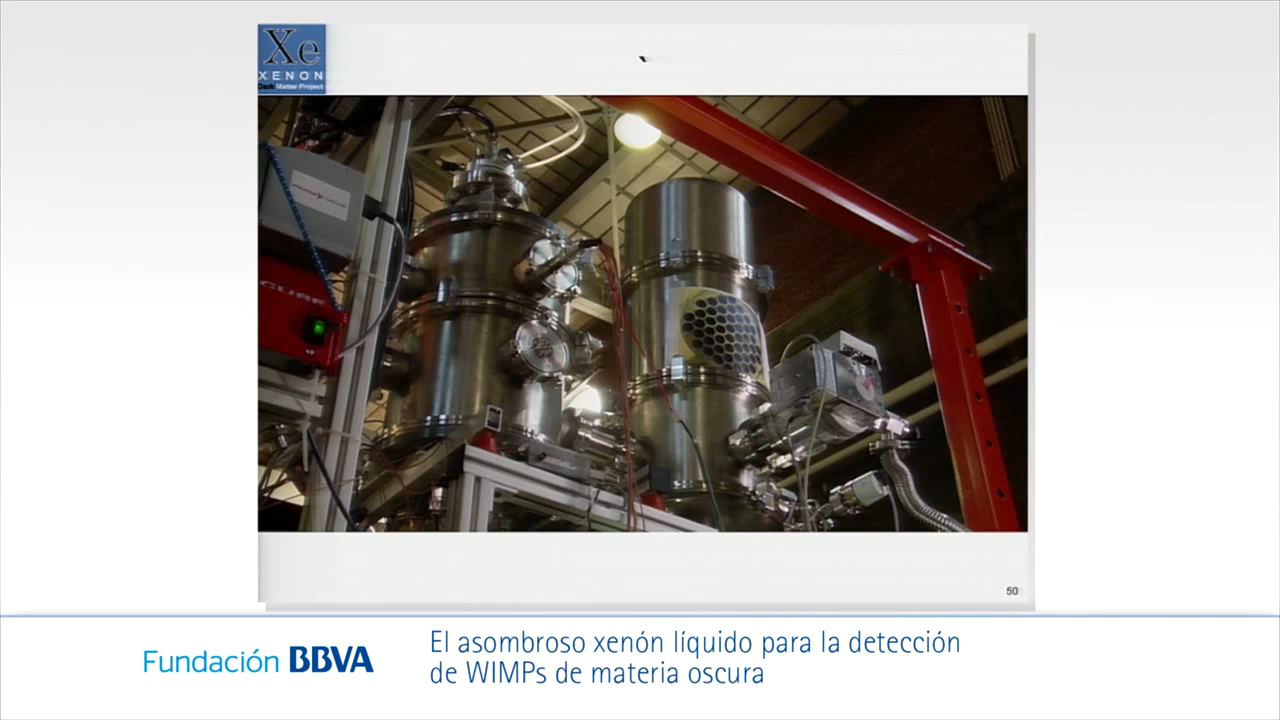 Xe
XENON
Dark Matter Project
CUBE
50
Fundación BBVA
El asombroso xenón líquido para la detección
de WIMPs de materia oscura